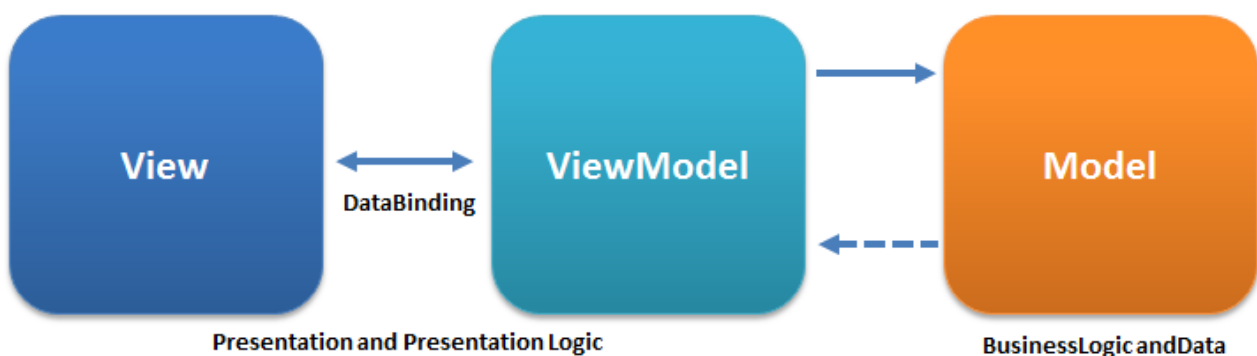 View
ViewModel
Model
DataBinding
Presentation and Presentation Logic
BusinessLogic andData